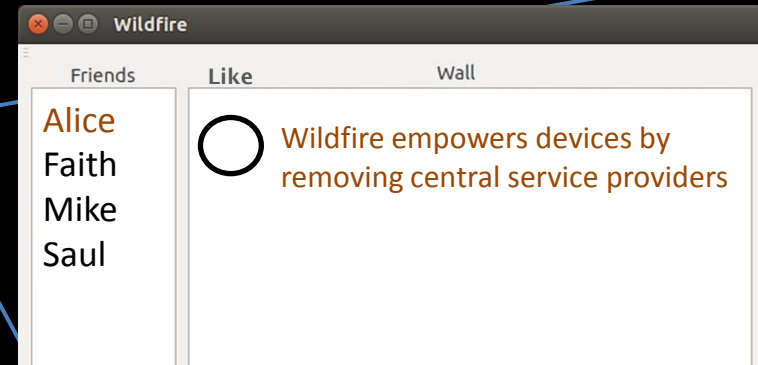 Wildfire
Friends
Like
Wall
Alice
Faith
Mike
Saul
Wildfire empowers devices by
removing central service providers